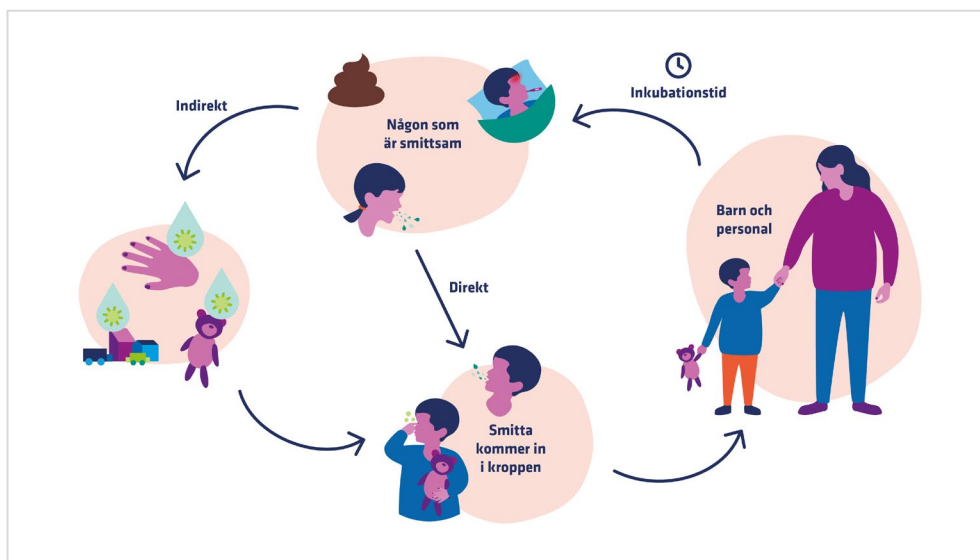 Indirekt
Någon som
är smittsam
Inkubationstid
Barn och
personal
Direkt
Smitta
kommer in
i kroppen